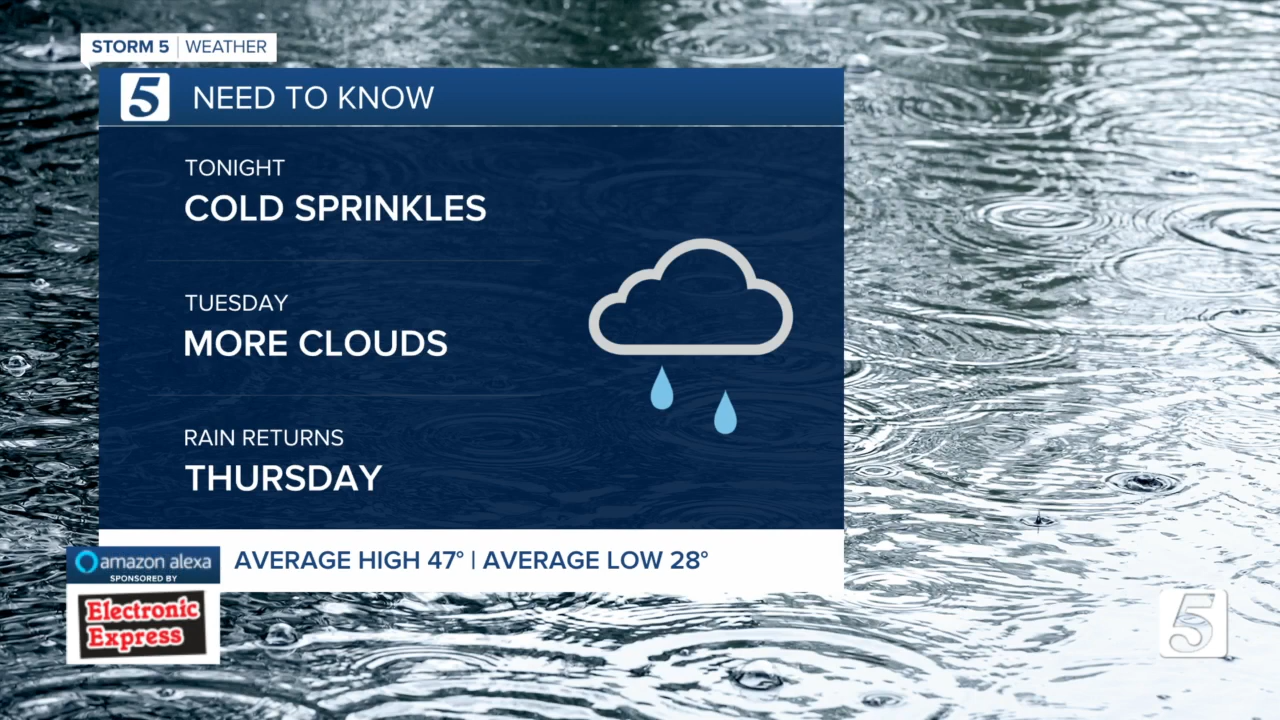 STORM 5 | WEATHER
5 NEED TO KNOW
TONIGHT
COLD SPRINKLES
TUESDAY
MORE CLOUDS
RAIN RETURNS
THURSDAY
AVERAGE HIGH 47° | AVERAGE LOW 28°
amazon alexa
SPONSORED BY
Electronic
Express
5